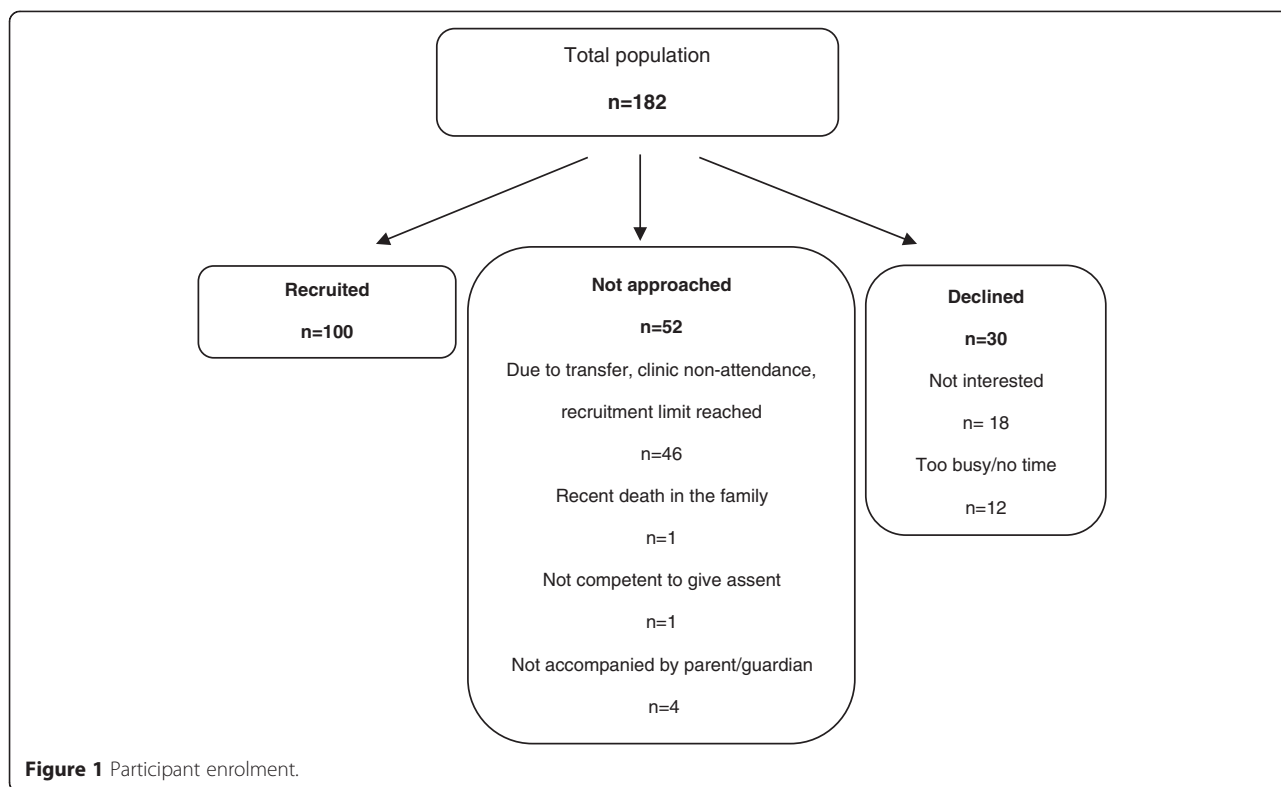 Total population
n=182
Recruited
n=100
Not approached
n=52
Due to transfer, clinic non-attendance,
recruitment limit reached
n=46
Recent death in the family
n=1
Not competent to give assent
n=1
Not accompanied by parent/guardian
n=4
Declined
n=30
Not interested
n= 18
Too busy/no time
n=12
Figure 1 Participant enrolment.